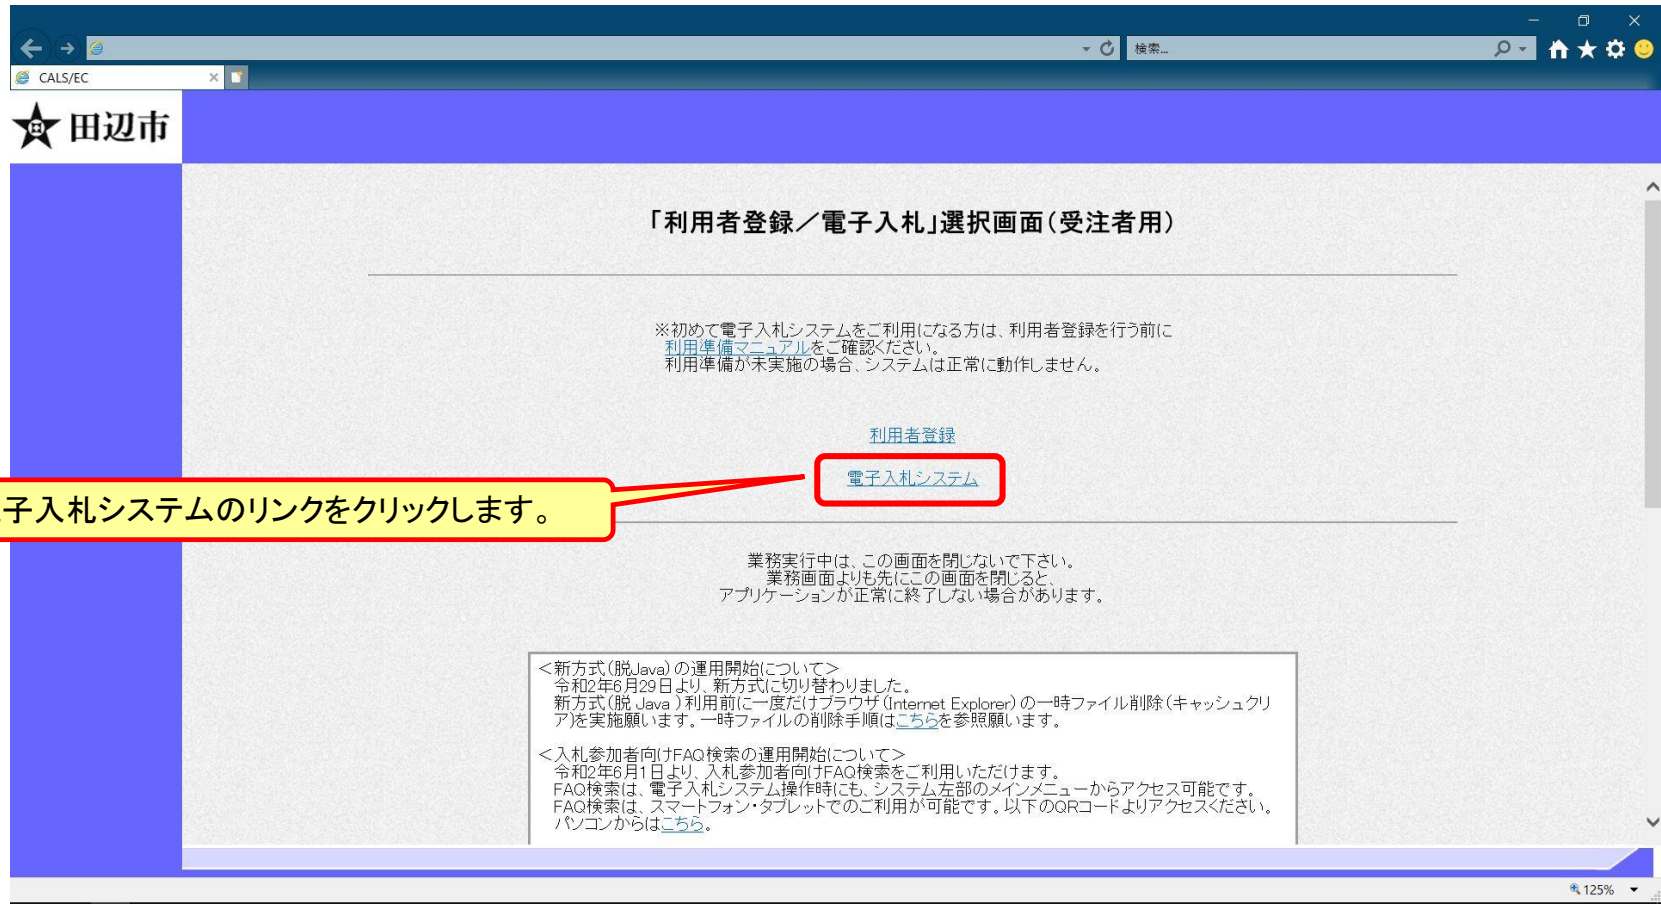 検索...
CALS/EC
田辺市
「利用者登録／電子入札」選択画面（受注者用）
※初めて電子入札システムをご利用になる方は、利用者登録を行う前に
利用準備マニュアルをご確認ください。
利用準備が未実施の場合、システムは正常に動作しません。
利用者登録
電子入札システム
子入札システムのリンクをクリックします。
業務実行中は、この画面を閉じないで下さい。
業務画面よりも先にこの画面を閉じると、
アプリケーションが正常に終了しない場合があります。
＜新方式（脱Java）の運用開始について＞
令和2年6月29日より、新方式に切り替わりました。
新方式（脱 Java ）利用前に一度だけブラウザ（Internet Explorer）の一時ファイル削除（キャッシュクリ
ア）を実施願います。一時ファイルの削除手順はこちらを参照願います。
＜入札参加者向けFAQ検索の運用開始について＞
令和2年6月1日より、入札参加者向けFAQ検索をご利用いただけます。
FAQ検索は、電子入札システム操作時にも、システム左部のメインメニューからアクセス可能です。
FAQ検索は、スマートフォン・タブレットでのご利用が可能です。以下のQRコードよりアクセスください。
パソコンからはこちら。
125%